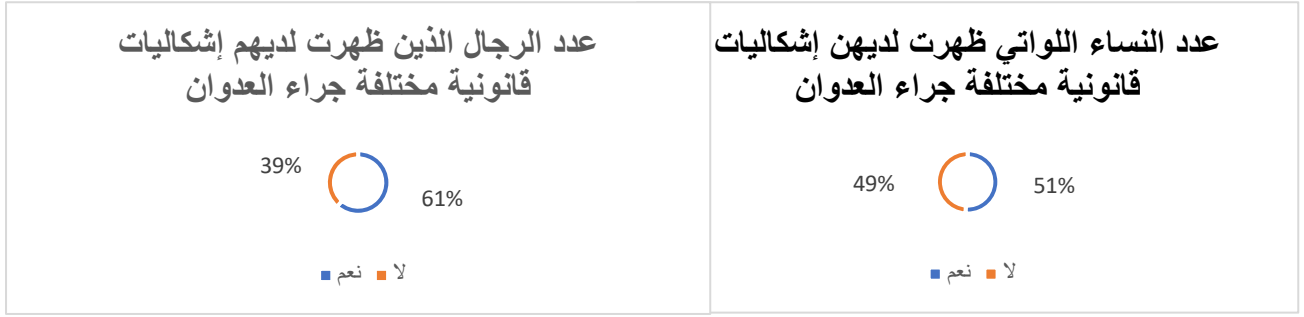 عدد النساء اللواتي ظهرت لديهن إشكاليات
قانونية مختلفة جراء العدوان
49%
51%
لا
نعم
عدد الرجال الذين ظهرت لديهم إشكاليات
قانونية مختلفة جراء العدوان
39%
61%
لا
نعم